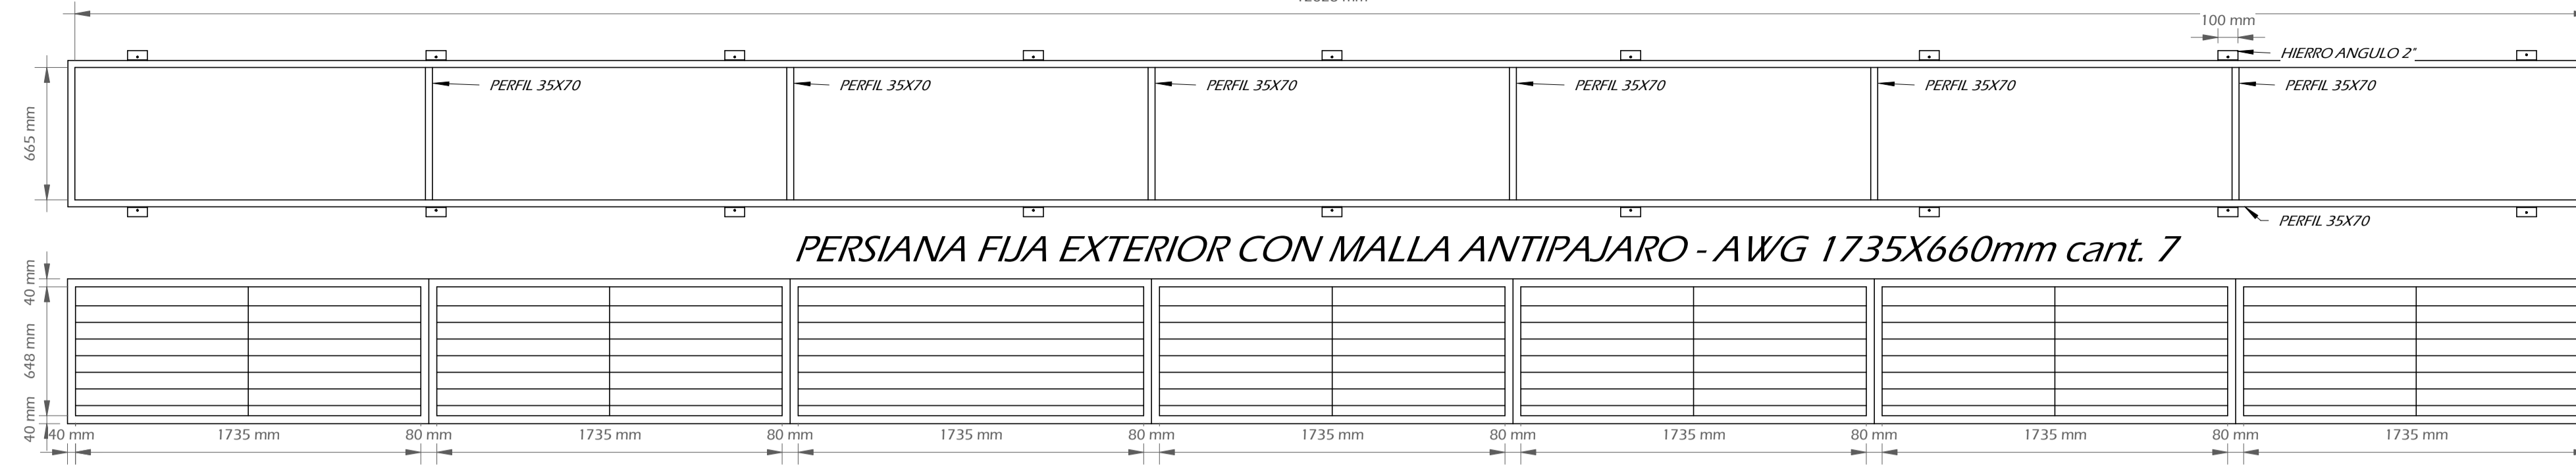 100 mm
HIERRO ANGULO 2"
PERFIL 35X70
PERFIL 35X70
PERFIL 35X70
PERFIL 35X70
PERFIL 35X70
PERFIL 35X70
665 mm
PERFIL 35X70
PERSIANA FIJA EXTERIOR CON MALLA ANTIPAJARO - AWG 1735X660mm cant. 7
40 mm
648 mm
40 mm
40 mm
1735 mm
80 mm
1735 mm
80 mm
1735 mm
80 mm
1735 mm
80 mm
1735 mm
80 mm
1735 mm
80 mm
1735 mm